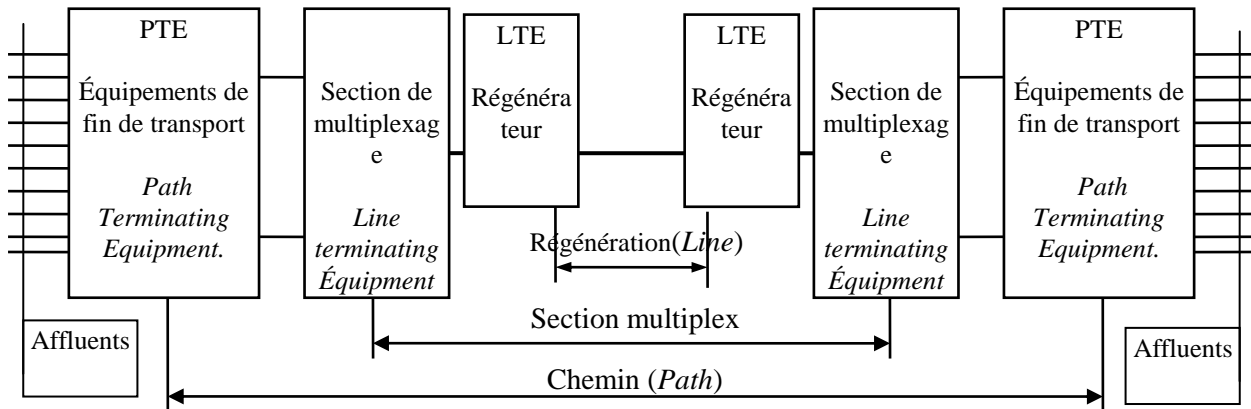 PTE
Équipements de
fin de transport
Path
Terminating
Equipment.
Section de
multiplexag
e
Line
terminating
Équipment
LTE
Régénéra
teur
LTE
Régénéra
teur
Section de
multiplexag
e
Line
terminating
Équipment
PTE
Équipements de
fin de transport
Path
Terminating
Equipment.
Régénération(Line)
Section multiplex
Chemin (Path)
Affluents
Affluents